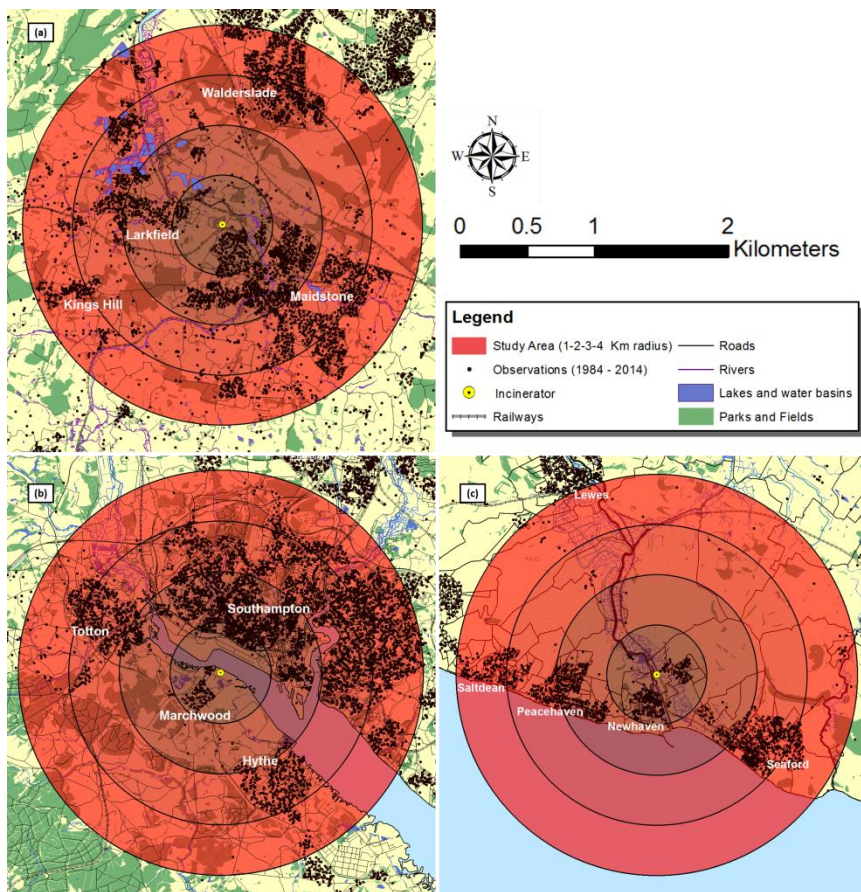 (a)
Walderslade
Larkfield
Kings Hill
Maidstone
N
W E
S
0 0.5 1 2
Kilometers
Legend
Study Area (1-2-3-4 Km radius)
Observations (1984 - 2014)
Incinerator
Railways
Roads
Rivers
Lakes and water basins
Parks and Fields
(b)
Southampton
Totton
Marchwood
Hythe
(c)
Lewes
Saltdean
Peacehaven
Newhaven
Seaford